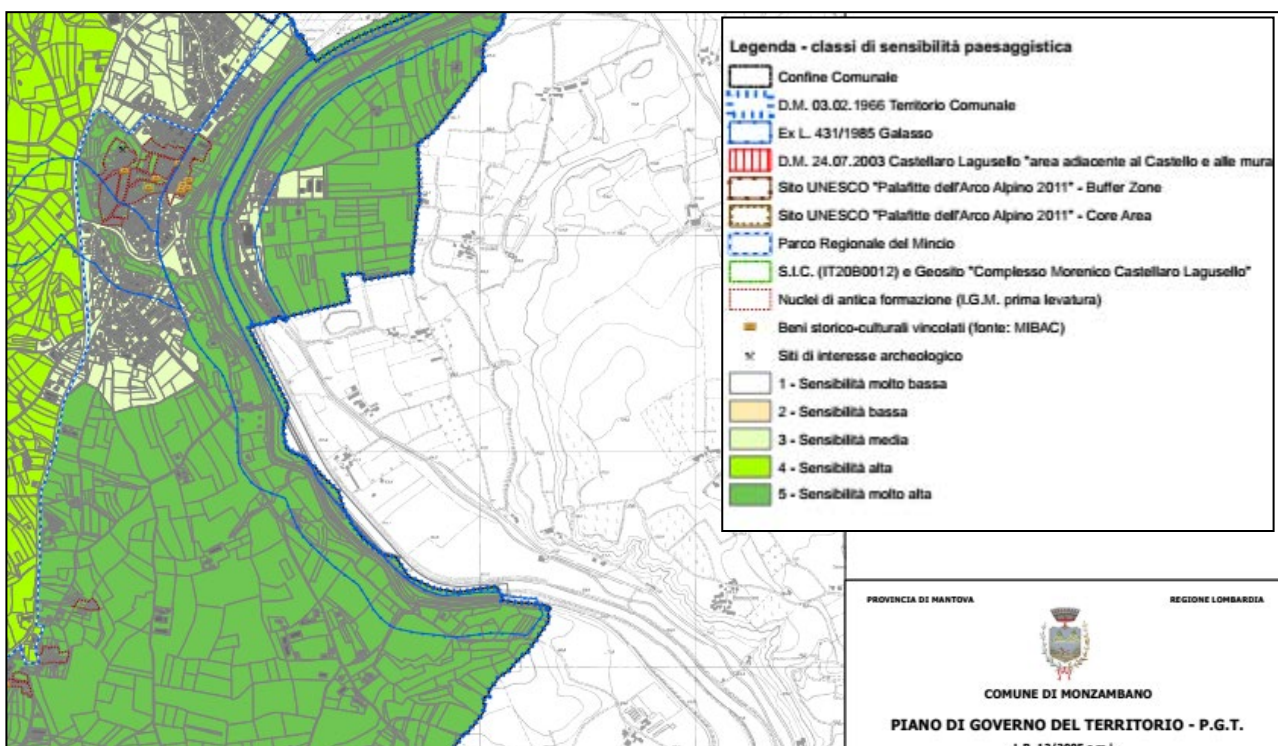 Legenda - classi di sensibilità paesaggistica
Confine Comunale
D.M. 03.02.1966 Territorio Comunale
Ex L. 431/1985 Galasso
D.M. 24.07.2003 Castellaro Lagusello "area adiacente al Castello e alle mura
Sito UNESCO "Palafitte dell'Arco Alpino 2011" - Buffer Zone
Sito UNESCO "Palafitte dell'Arco Alpino 2011" - Core Area
Parco Regionale del Mincio
S.I.C. (IT20B0012) e Geosito "Complesso Morenico Castellaro Lagusello"
Nuclei di antica formazione (I.G.M. prima levatura)
Beni storico-culturali vincolati (fonte: MIBAC)
Siti di interesse archeologico
1 - Sensibilità molto bassa
2 - Sensibilità bassa
3 - Sensibilità media
4 - Sensibilità alta
5 - Sensibilità molto alta
PROVINCIA DI MANTOVA
REGIONE LOMBARDIA
COMUNE DI MONZAMBANO
PIANO DI GOVERNO DEL TERRITORIO - P.G.T.